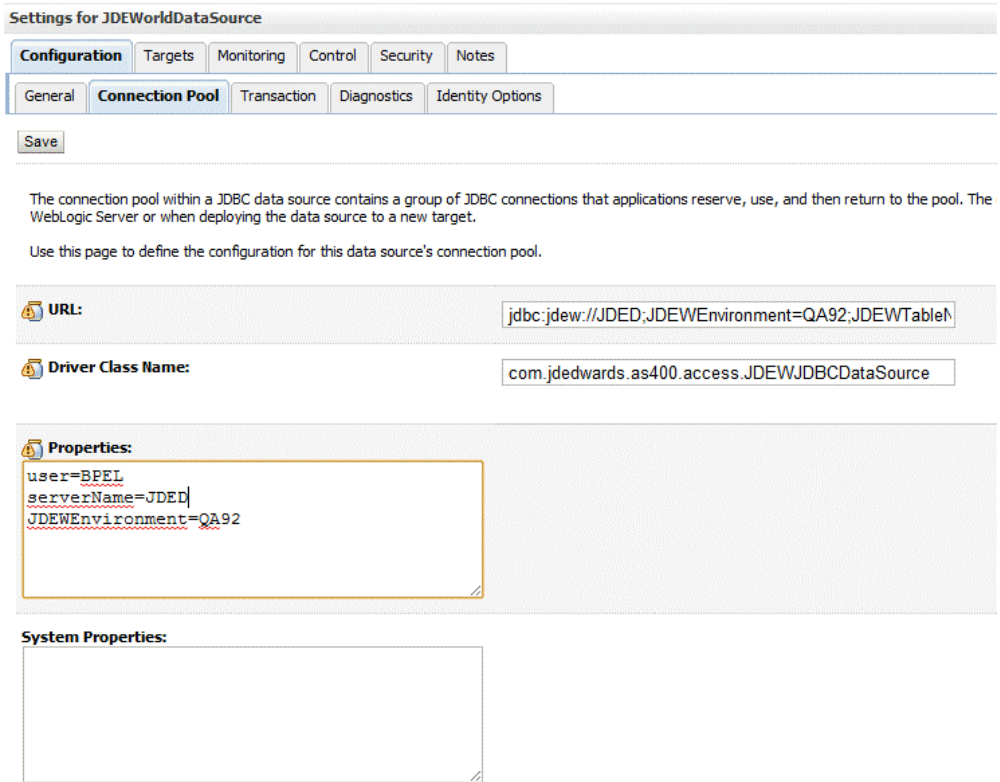 Settings for JDEWorldDataSource
Configuration Targets Monitoring Control Security Notes
General Connection Pool Transaction Diagnostics Identity Options
Save
The connection pool within a JDBC data source contains a group of JDBC connections that applications reserve, use, and then return to the pool. The
WebLogic Server or when deploying the data source to a new target.
Use this page to define the configuration for this data source's connection pool.
URL:
jdbc:jdew://JDED;JDEWEnvironment=QA92;JDEWTable
Driver Class Name:
com.jdedwards.as400.access.JDEWJDBCDataSource
Properties:
user=BPEL
serverName=JDED
JDEWEnvironment=QA92
System Properties: